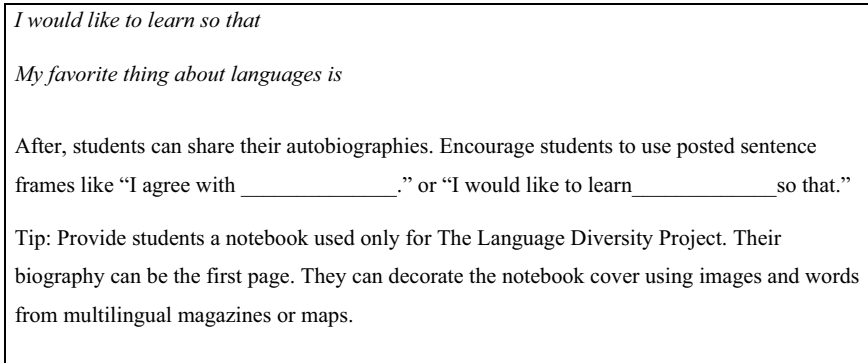 I would like to learn so that
My favorite thing about languages is
After, students can share their autobiographies. Encourage students to use posted sentence
frames like “I agree with ______________.” or “I would like to learn_____________so that.”
Tip: Provide students a notebook used only for The Language Diversity Project. Their
biography can be the first page. They can decorate the notebook cover using images and words
from multilingual magazines or maps.